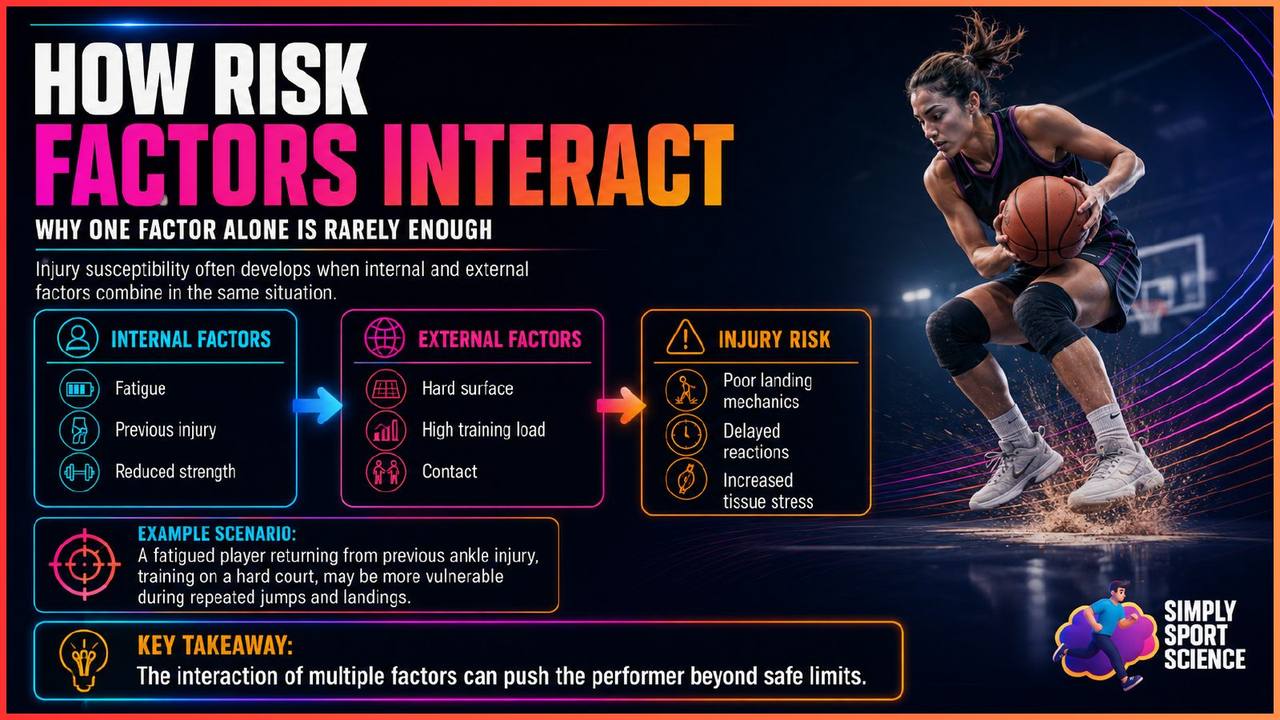 HOW RISK
FACTORS INTERACT
WHY ONE FACTOR ALONE IS RARELY ENOUGH
Injury susceptibility often develops when internal and external
factors combine in the same situation.
INTERNAL FACTORS
Fatigue
Previous injury
Reduced strength
EXTERNAL FACTORS
Hard surface
High training load
Contact
INJURY RISK
Poor landing
mechanics
Delayed
reactions
Increased
tissue stress
EXAMPLE SCENARIO:
A fatigued player returning from previous ankle injury,
training on a hard court, may be more vulnerable
during repeated jumps and landings.
KEY TAKEAWAY:
The interaction of multiple factors can push the performer beyond safe limits.
SIMPLY
SPORT
SCIENCE